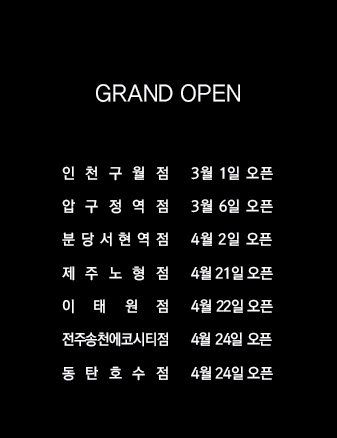 GRAND OPEN
인천구월점 3월 1일 오픈
압구정역점 3월 6일 오픈
분당서현역점 4월 2일 오픈
제주노형점 4월 21일 오픈
이태원점 4월 22일 오픈
전주송천에코시티점 4월 24일 오픈
동탄호수점 4월 24일 오픈